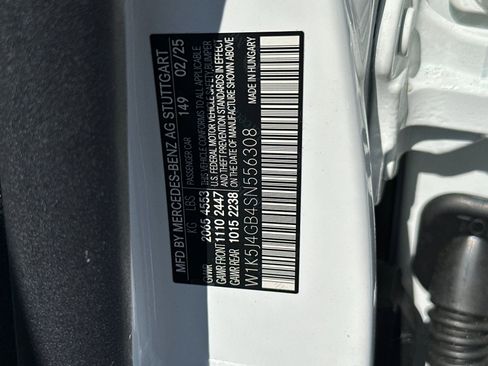 MFD BY MERCEDES-BENZ AG STUTTGART
149 02/25
KG LBS PASSENGER CAR
GVWR 2065 4553 THIS VEHICLE CONFORMS TO ALL APPLICABLE
GAWR FRONT 1110 2447 U.S. FEDERAL MOTOR VEHICLE SAFETY, BUMPER
GAWR REAR 1015 2238 AND THEFT PREVENTION STANDARDS IN EFFECT
ON THE DATE OF MANUFACTURE SHOWN ABOVE
MADE IN HUNGARY
W1K5J4GB4SN556308